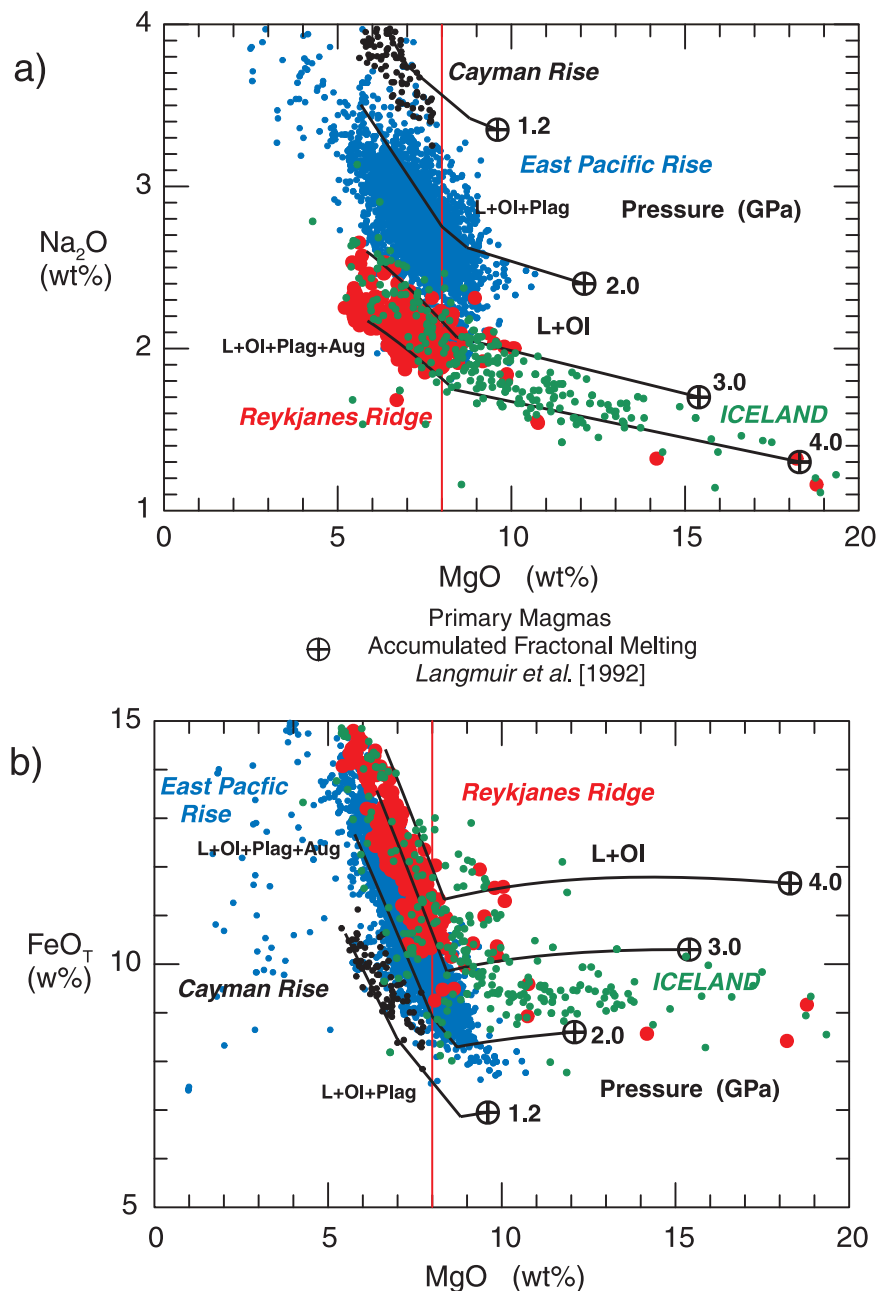 a)
4
3
2
1
Na2O
(wt%)
Cayman Rise
1.2
East Pacific Rise
L+Ol+Plag
Pressure (GPa)
2.0
L+Ol
L+Ol+Plag+Aug
3.0
Reykjanes Ridge
ICELAND
4.0
0
5
10
15
20
MgO (wt%)
Primary Magmas
Accumulated Fractonal Melting
Langmuir et al. [1992]
b)
15
10
5
FeOT
(w%)
East Pacfic
Rise
Reykjanes Ridge
L+Ol+Plag+Aug
L+Ol
4.0
3.0
Cayman Rise
ICELAND
2.0
L+Ol+Plag
Pressure (GPa)
1.2
0
5
10
15
20
MgO (wt%)